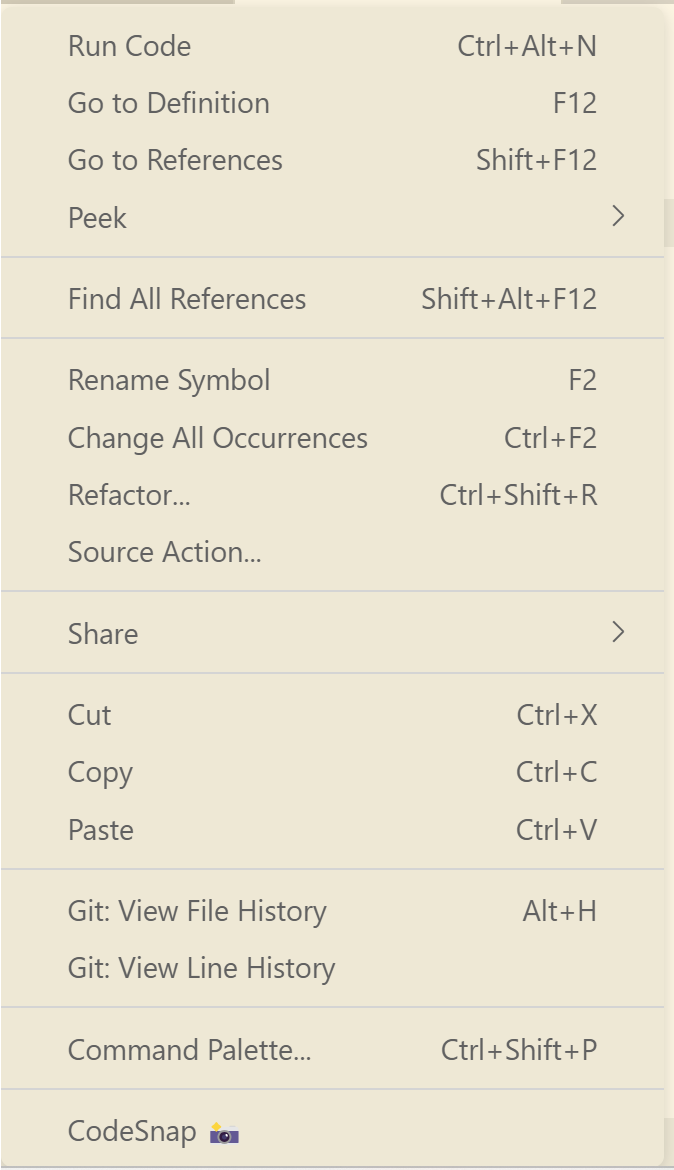 Run Code Ctrl+Alt+N
Go to Definition F12
Go to References Shift+F12
Peek
Find All References Shift+Alt+F12
Rename Symbol F2
Change All Occurrences Ctrl+F2
Refactor... Ctrl+Shift+R
Source Action...
Share
Cut Ctrl+X
Copy Ctrl+C
Paste Ctrl+V
Git: View File History Alt+H
Git: View Line History
Command Palette... Ctrl+Shift+P
CodeSnap 📸